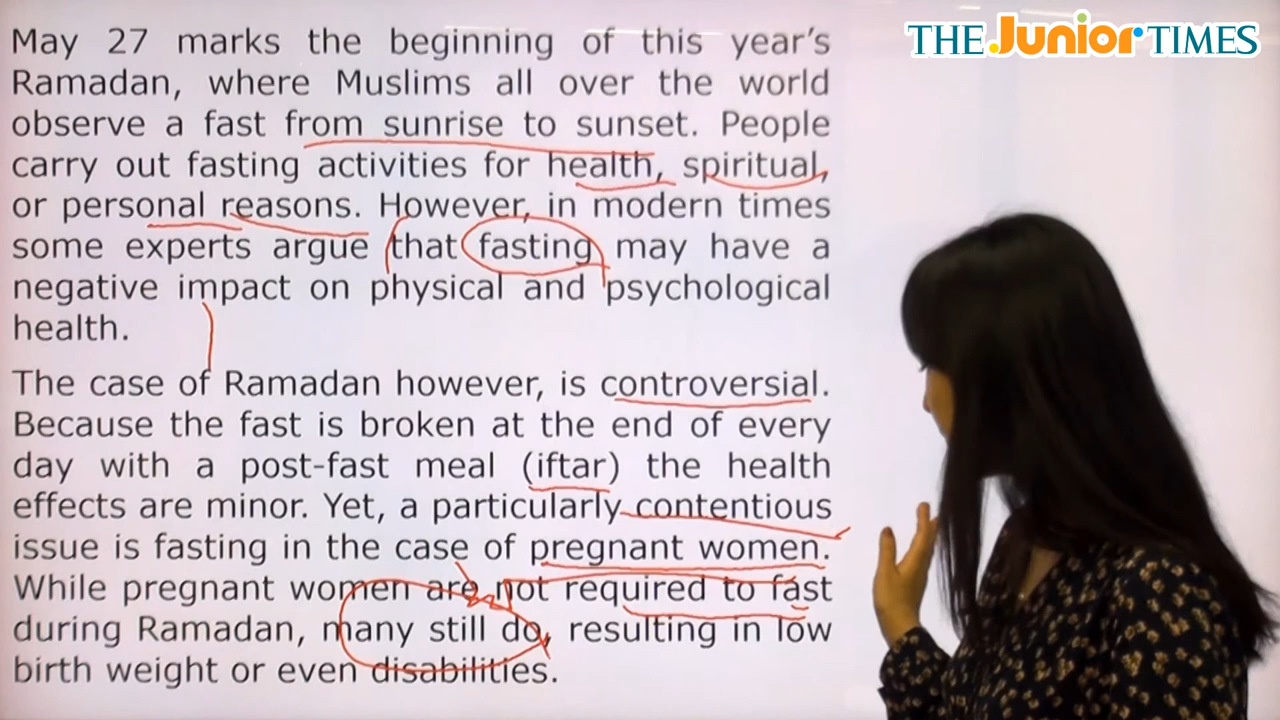 THE Junior TIMES
May 27 marks the beginning of this year's
Ramadan, where Muslims all over the world
observe a fast from sunrise to sunset. People
carry out fasting activities for health, spiritual,
or personal reasons. However, in modern times
some experts argue that fasting may have a
negative impact on physical and psychological
health.
The case of Ramadan however, is controversial.
Because the fast is broken at the end of every
day with a post-fast meal (iftar) the health
effects are minor. Yet, a particularly contentious
issue is fasting in the case of pregnant women.
While pregnant women are not required to fast
during Ramadan, many still do, resulting in low
birth weight or even disabilities.